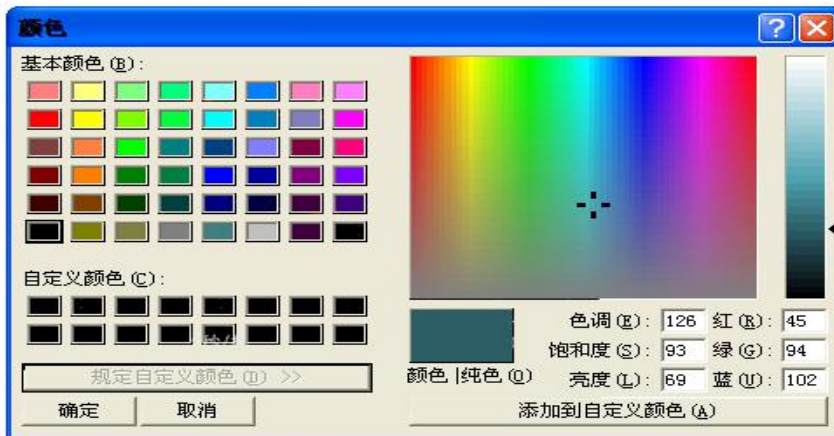 颜色
基本颜色(B):
自定义颜色(C):
规定自定义颜色(D) >>
确定
取消
颜色|纯色(O)
色调(E): 126
饱和度(S): 93
亮度(L): 69
红(R): 45
绿(G): 94
蓝(U): 102
添加到自定义颜色(A)